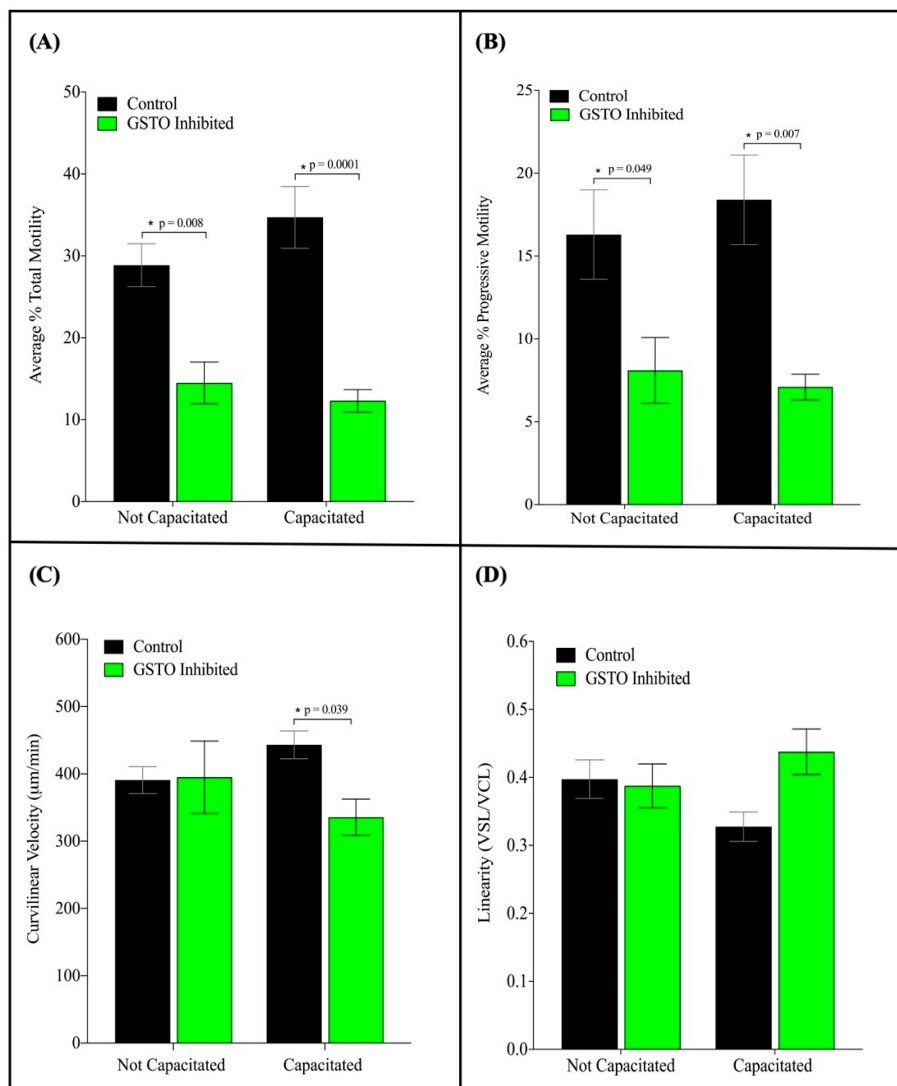 (A)
50
40
30
20
10
0
Average % Total Motility
Control
GSTO Inhibited
* p = 0.008
* p = 0.0001
Not Capacitated
Capacitated
(B)
25
20
15
10
5
0
Average % Progressive Motility
Control
GSTO Inhibited
* p = 0.049
* p = 0.007
Not Capacitated
Capacitated
(C)
600
500
400
300
200
100
0
Curvilinear Velocity (μm/min)
Control
GSTO Inhibited
* p = 0.039
Not Capacitated
Capacitated
(D)
0.6
0.5
0.4
0.3
0.2
0.1
0.0
Linearity (VSL/VCL)
Control
GSTO Inhibited
Not Capacitated
Capacitated